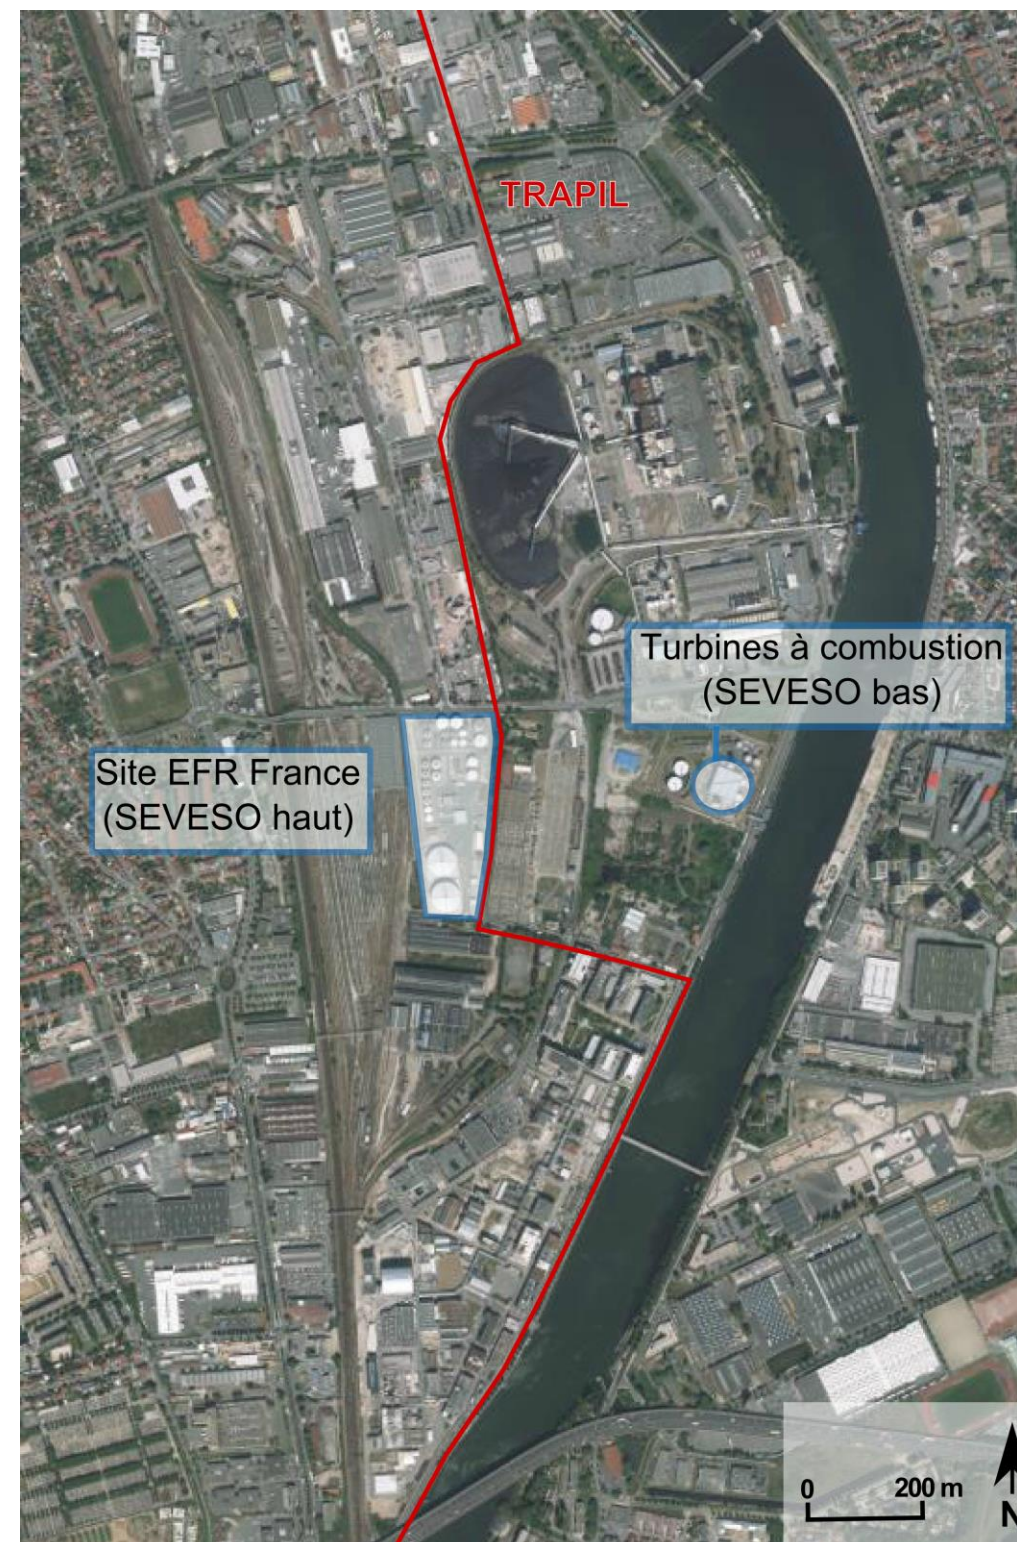 TRAPIL
Turbines à combustion
(SEVESO bas)
Site EFR France
(SEVESO haut)
0 200 m
N